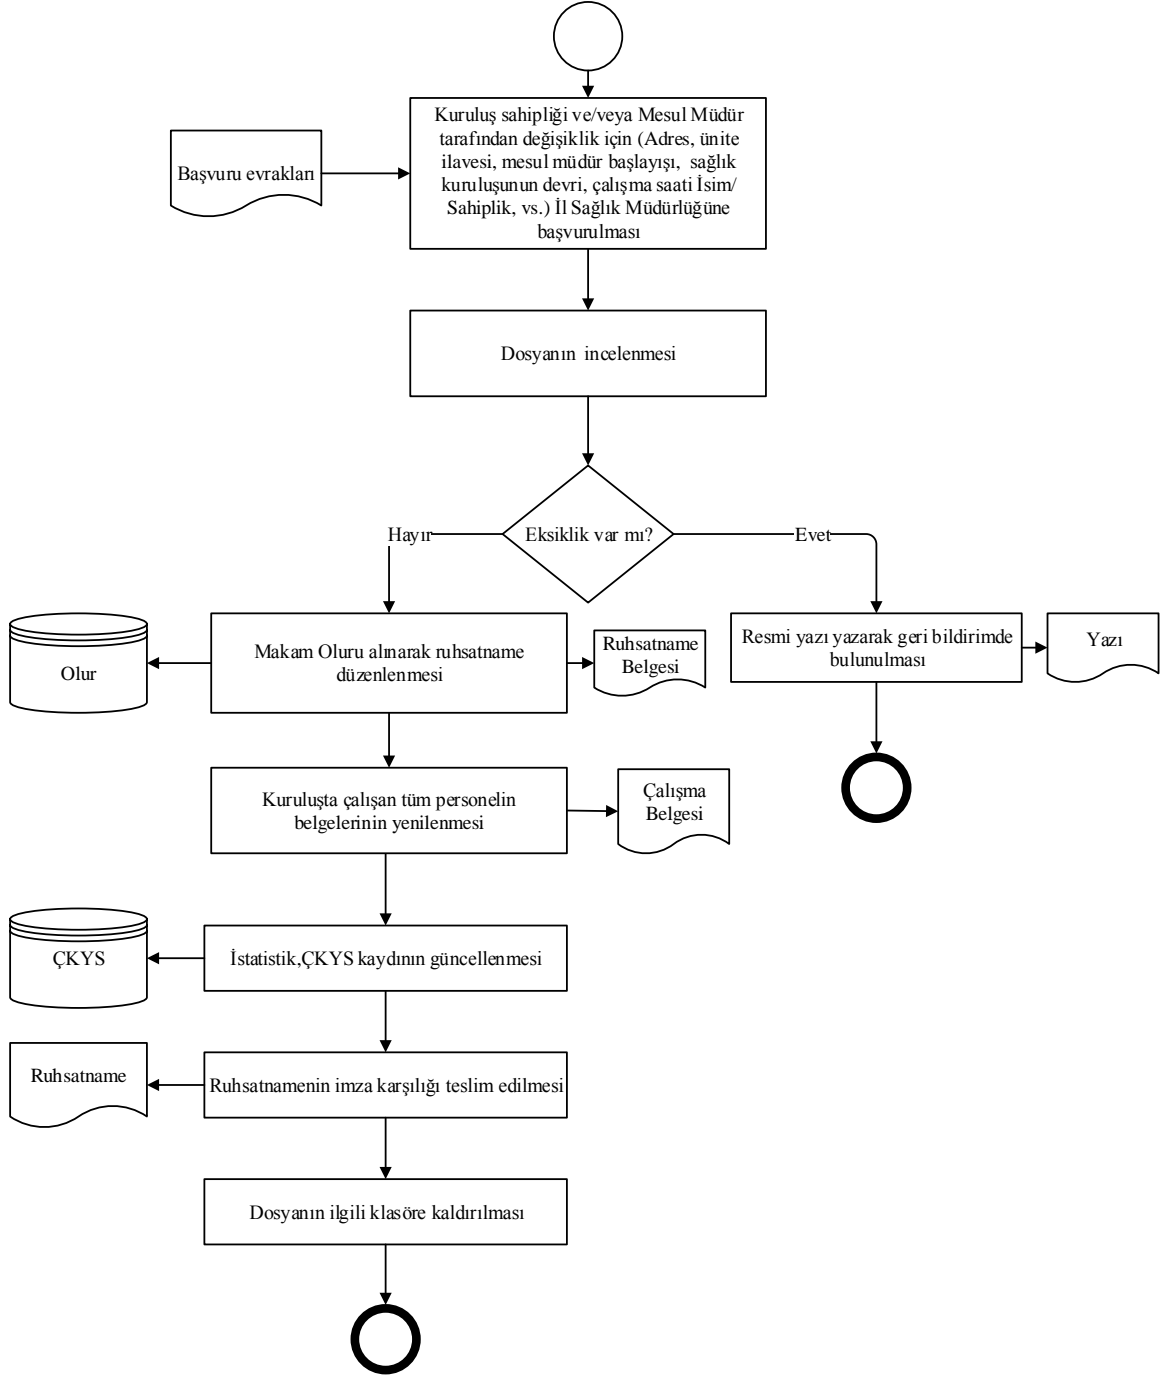 Kuruluş sahipliği ve/veya Mesul Müdür
tarafından değişiklik için (Adres, ünite
ilavesi, mesul müdür başlayışı, sağlık
kuruluşunun devri, çalışma saati İsim/
Sahiplik, vs.) İl Sağlık Müdürlüğüne
başvurulması
Başvuru evrakları
Dosyanın incelenmesi
Eksiklik var mı?
Hayır
Evet
Olur
Makam Oluru alınarak ruhsatname
düzenlenmesi
Ruhsatname
Belgesi
Resmi yazı yazarak geri bildirimde
bulunulması
Yazı
Kuruluşta çalışan tüm personelin
belgelerinin yenilenmesi
Çalışma
Belgesi
ÇKYS
İstatistik,ÇKYS kaydının güncellenmesi
Ruhsatname
Ruhsatnamenin imza karşılığı teslim edilmesi
Dosyanın ilgili klasöre kaldırılması